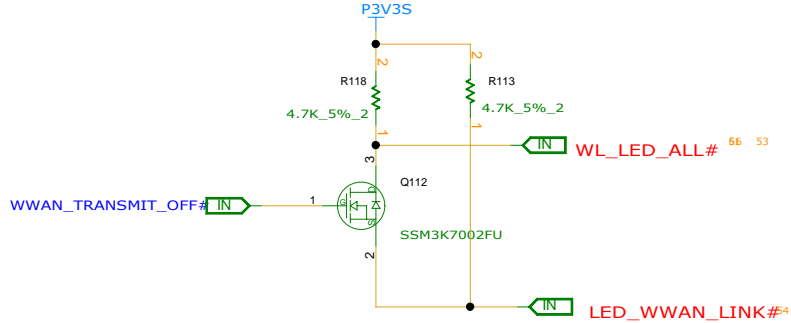 P3V3S
2
2
R118
R113
4.7K_5%_2
4.7K_5%_2
1
1
IN
WL_LED_ALL#
53
3
Q112
D
WWAN_TRANSMIT_OFF#
IN
1
G
S
SSM3K7002FU
2
IN
LED_WWAN_LINK#
54